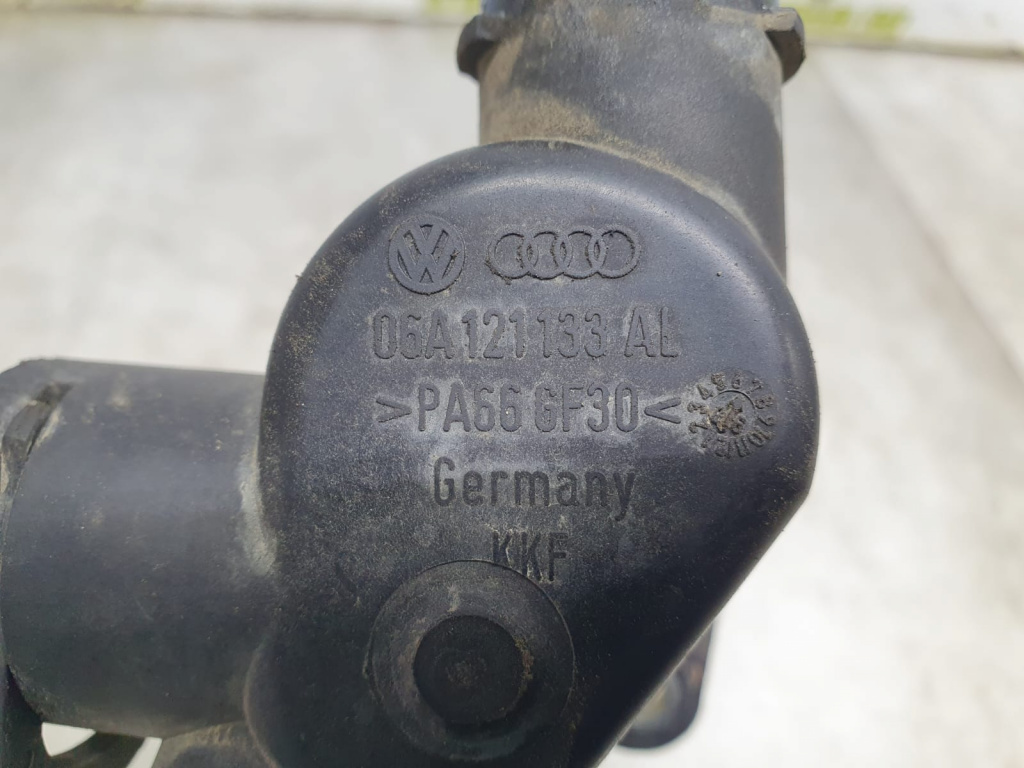 06A 121 133 AL
>PA66 GF30<
Germany
KKF